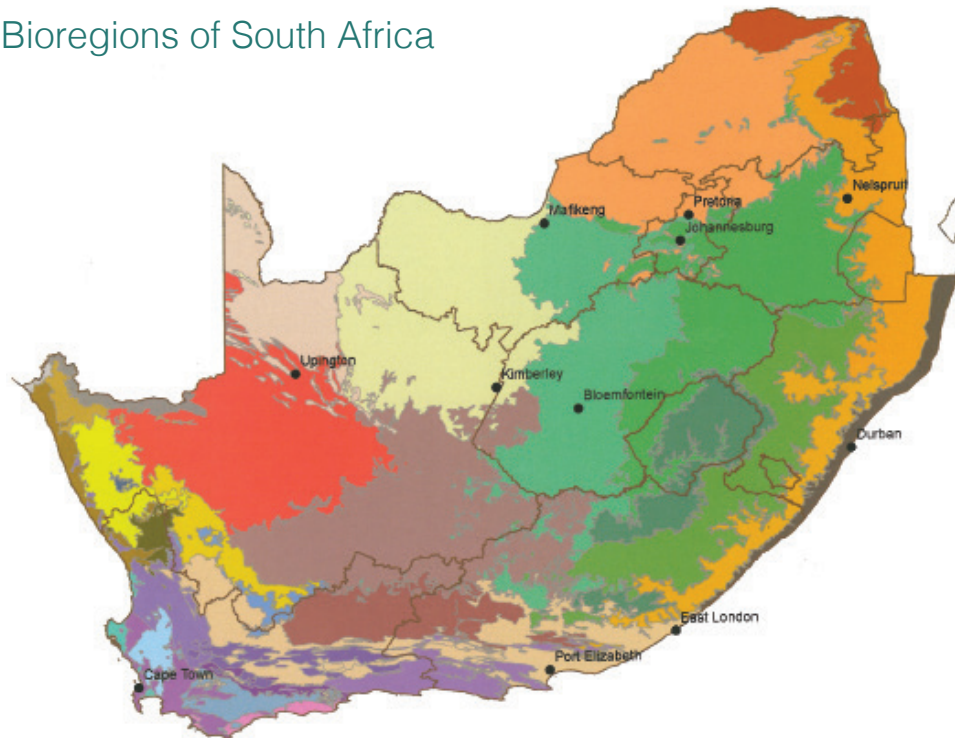 Bioregions of South Africa
Nelspruit
Pretoria
Mafikeng
Johannesburg
Upington
Kimberley
Bloemfontein
Durban
East London
Port Elizabeth
Cape Town